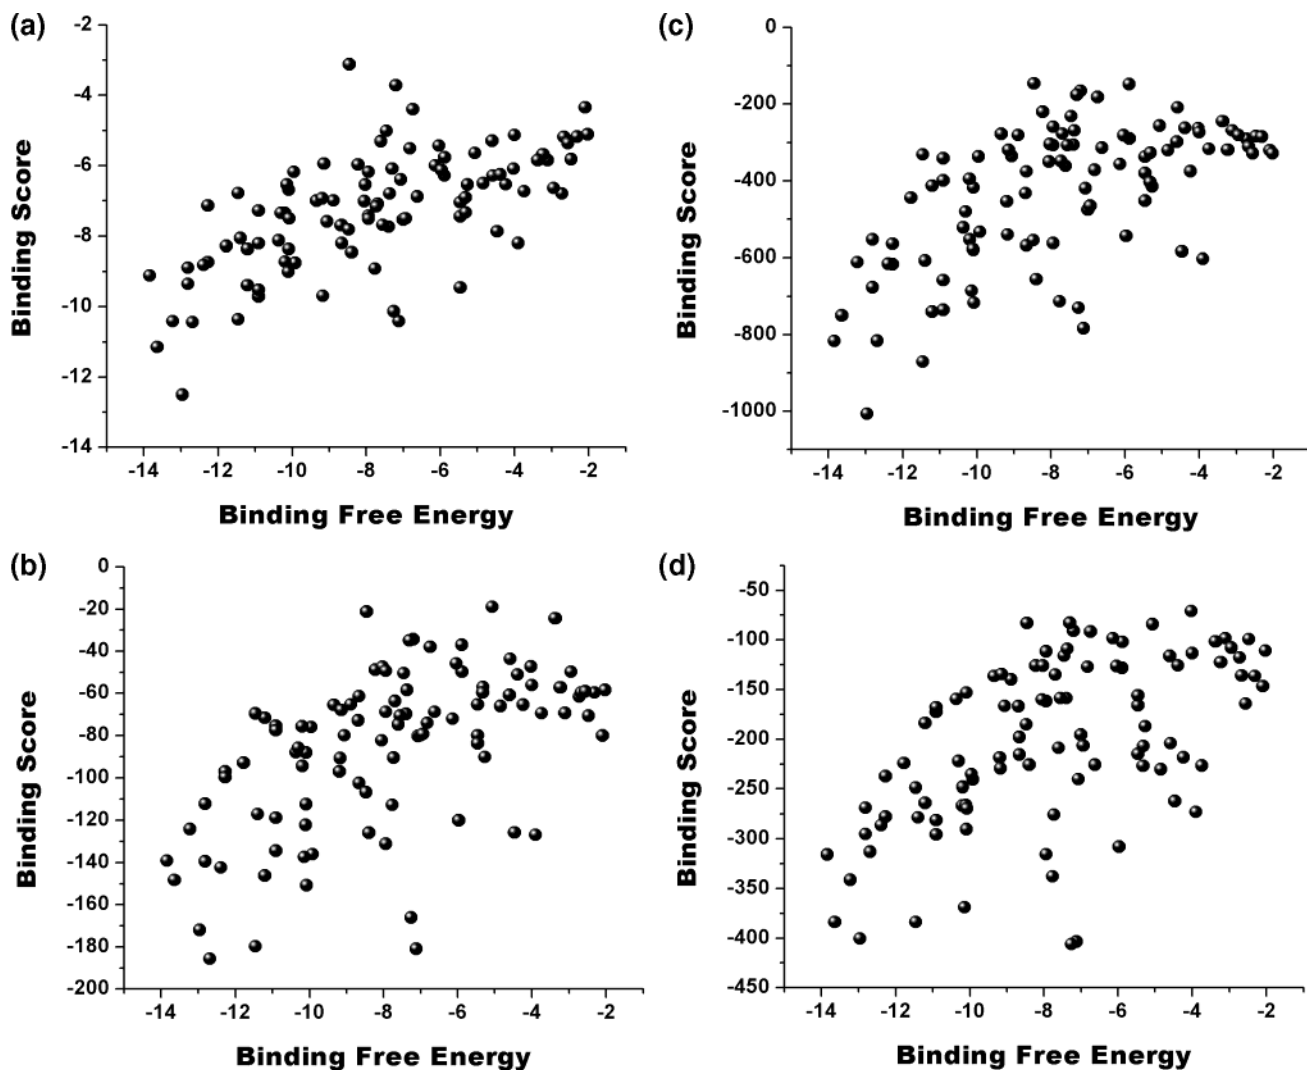 (a)
-2
-4
-6
-8
-10
-12
-14
Binding Score
-14 -12 -10 -8 -6 -4 -2
Binding Free Energy
(c)
0
-200
-400
-600
-800
-1000
Binding Score
-14 -12 -10 -8 -6 -4 -2
Binding Free Energy
(b)
0
-20
-40
-60
-80
-100
-120
-140
-160
-180
-200
Binding Score
-14 -12 -10 -8 -6 -4 -2
Binding Free Energy
(d)
-50
-100
-150
-200
-250
-300
-350
-400
-450
Binding Score
-14 -12 -10 -8 -6 -4 -2
Binding Free Energy